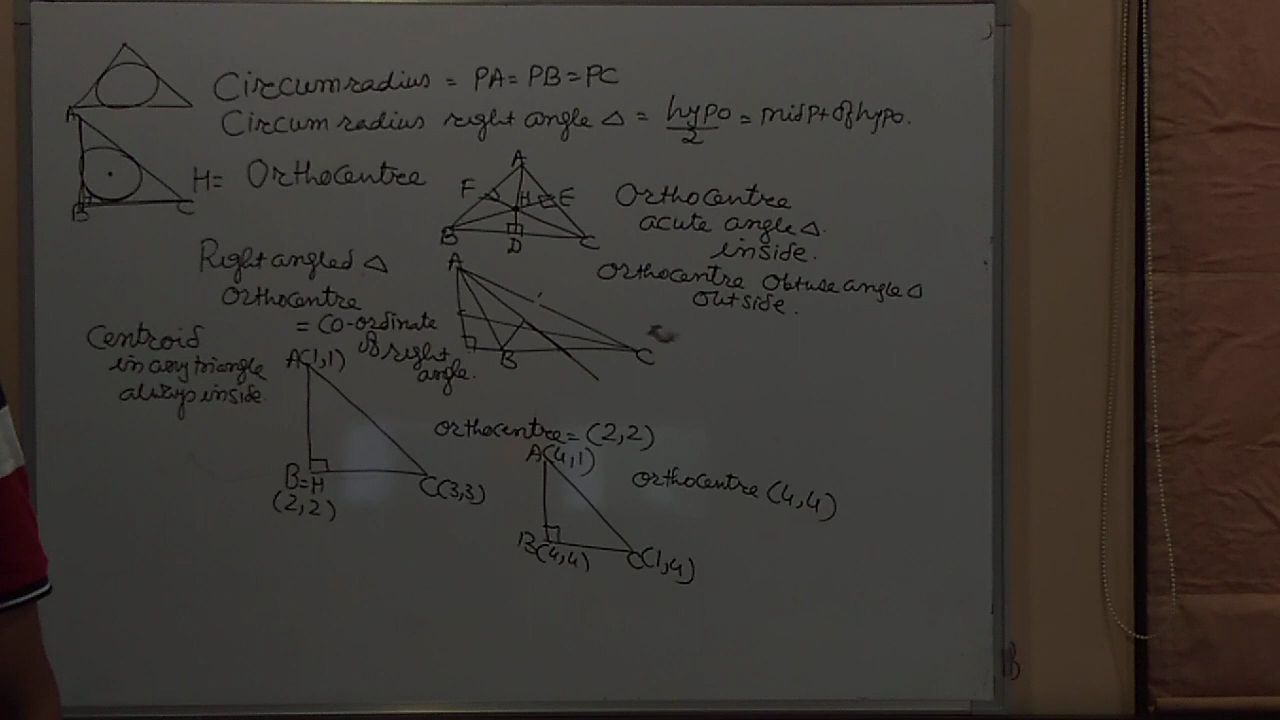 Circumradius = PA = PB = PC
Circum radius right angle △ = hypo/2 = midpt of hypo.
A
B
C
H = Orthocentre
A
F
H
E
B
D
C
Orthocentre
acute angle △.
inside.
Orthocentre Obtuse angle △
outside.
Right angled △
Orthocentre
= Co-ordinate
of right
angle.
A
B
C
Centroid
in any triangle
always inside.
A(1,1)
B=H
(2,2)
C(3,3)
Orthocentre = (2,2)
A(4,1)
B(4,4)
C(1,4)
Orthocentre (4,4)